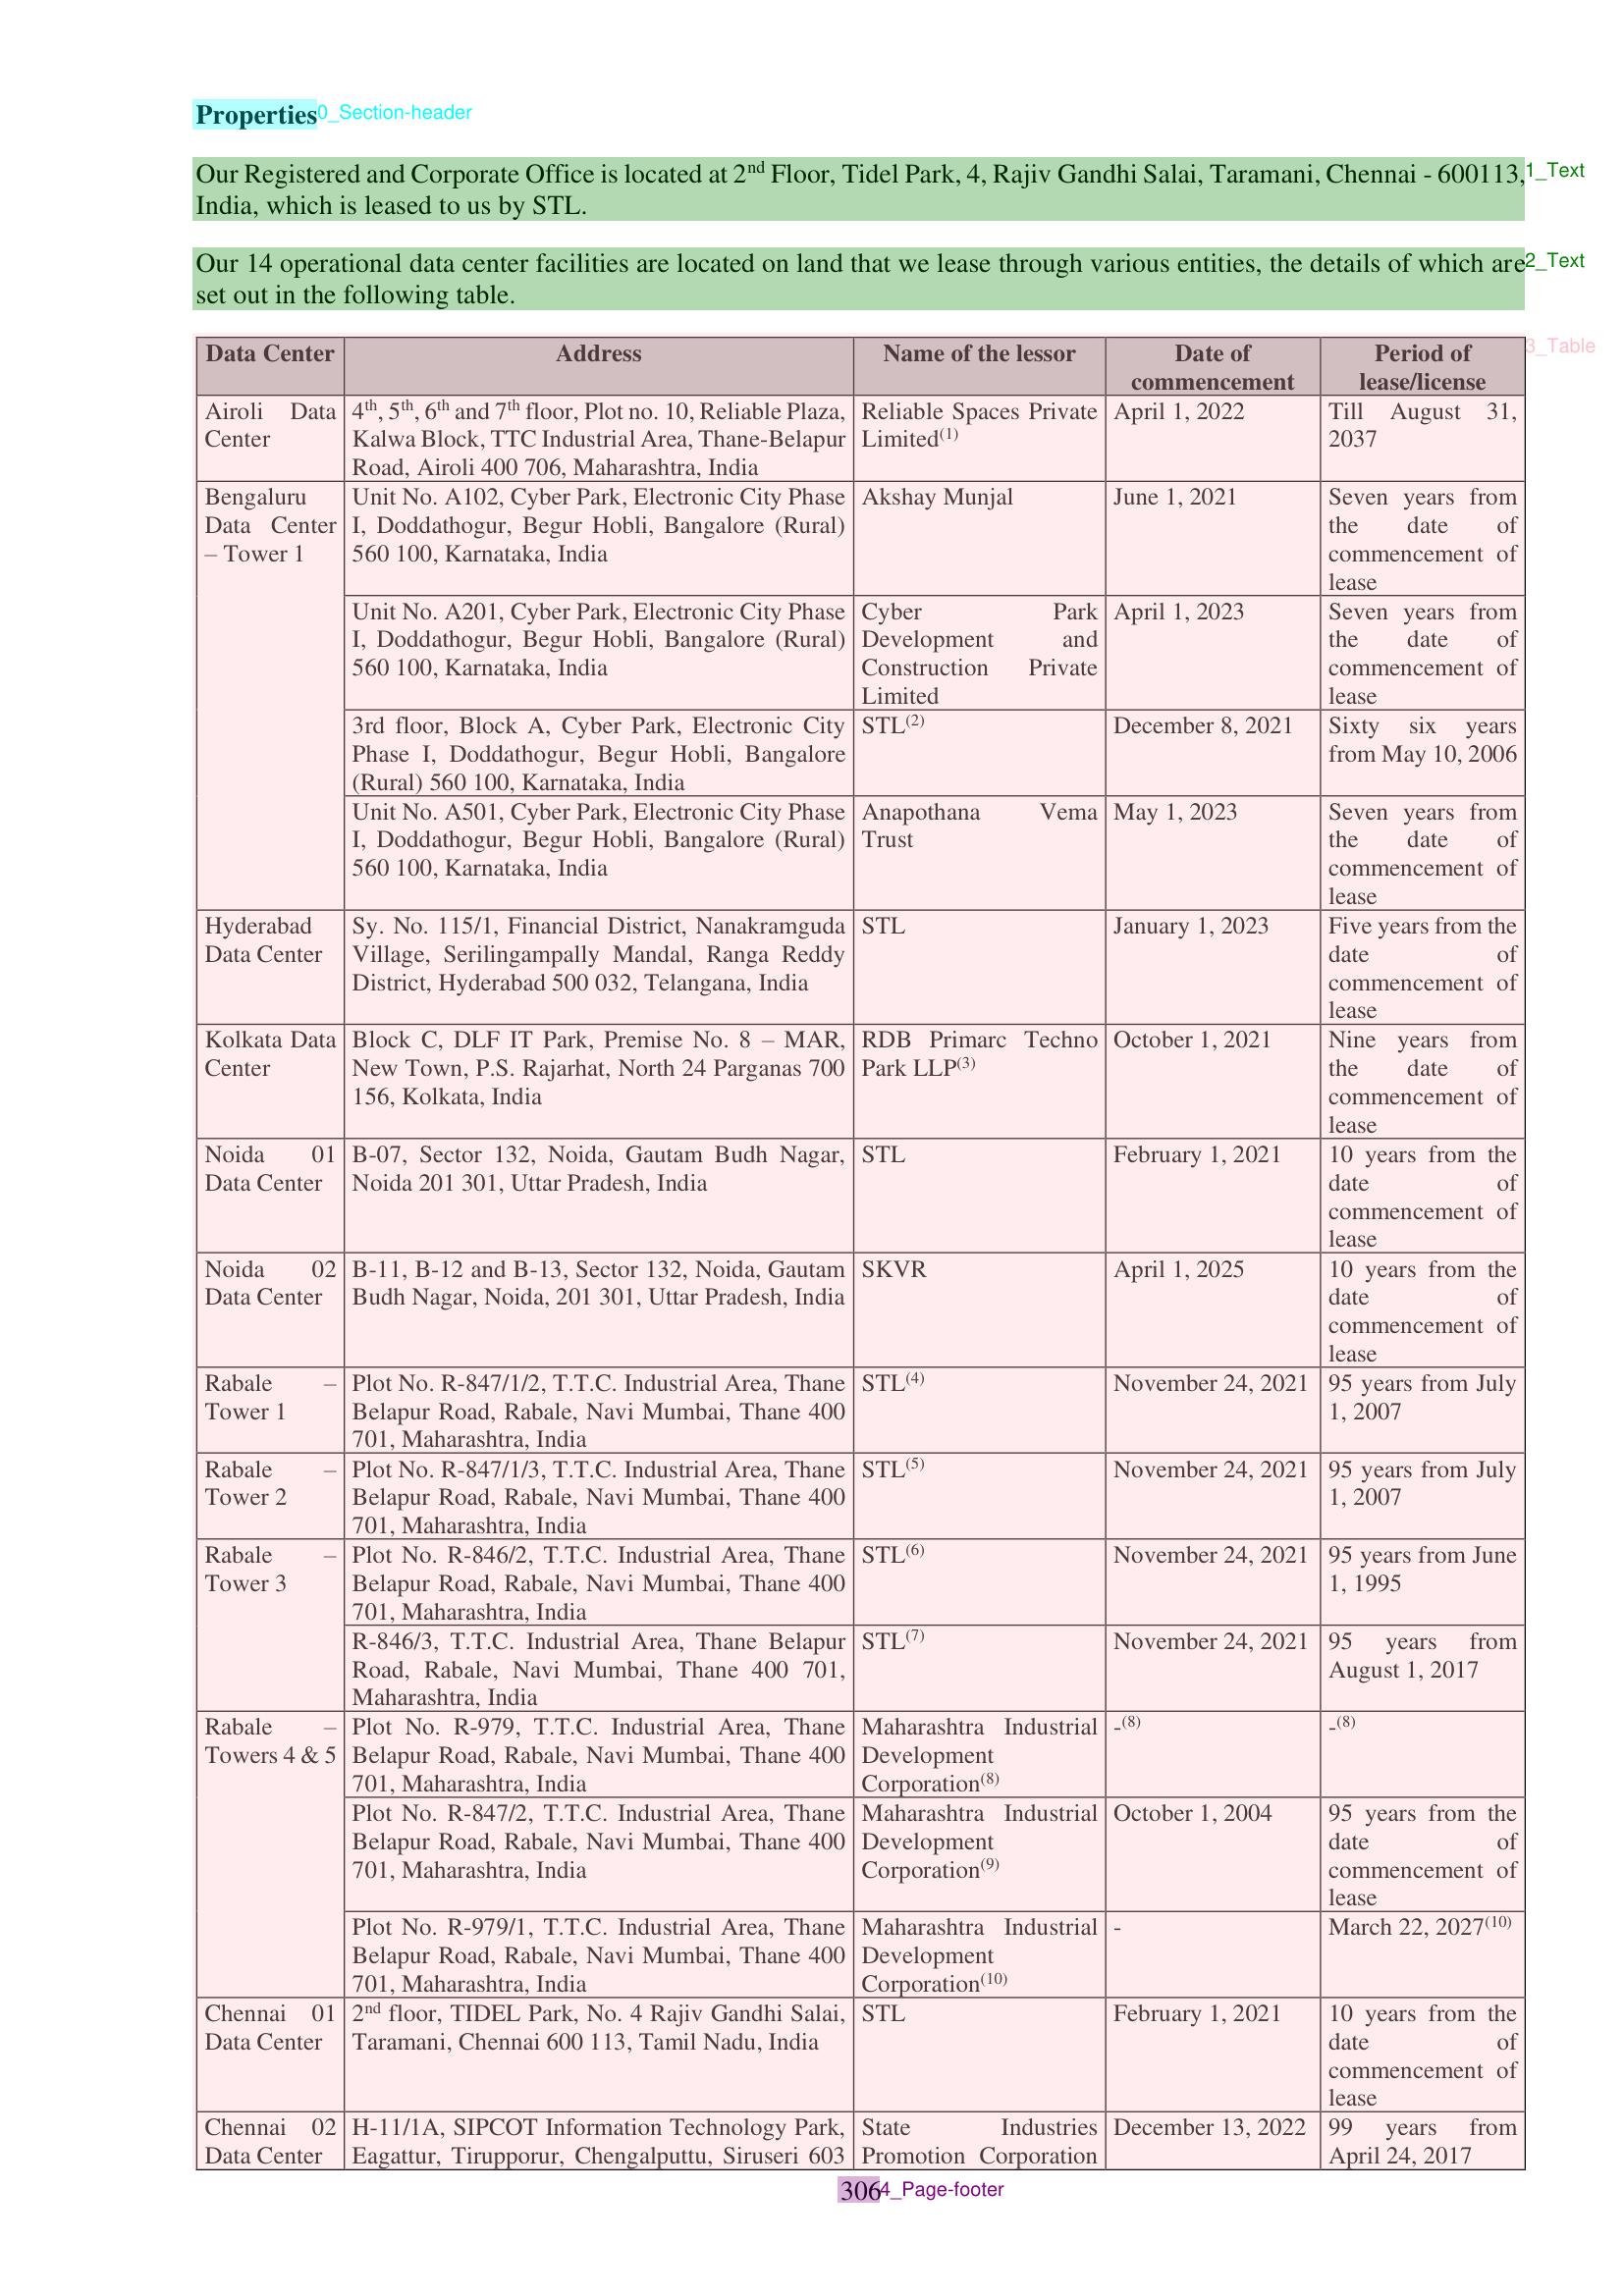 Properties0_Section-header
Our Registered and Corporate Office is located at 2nd Floor, Tidel Park, 4, Rajiv Gandhi Salai, Taramani, Chennai - 600113, 1_Text
India, which is leased to us by STL.
Our 14 operational data center facilities are located on land that we lease through various entities, the details of which are 2_Text
set out in the following table.
3_Table
Data Center Address Name of the lessor Date of commencement Period of lease/license
Airoli Data Center
4th, 5th, 6th and 7th floor, Plot no. 10, Reliable Plaza,
Kalwa Block, TTC Industrial Area, Thane-Belapur
Road, Airoli 400 706, Maharashtra, India
Reliable Spaces Private
Limited(1)
April 1, 2022
Till August 31,
2037
Bengaluru
Data Center
– Tower 1
Unit No. A102, Cyber Park, Electronic City Phase
I, Doddathogur, Begur Hobli, Bangalore (Rural)
560 100, Karnataka, India
Akshay Munjal
June 1, 2021
Seven years from
the date of
commencement of
lease
Unit No. A201, Cyber Park, Electronic City Phase
I, Doddathogur, Begur Hobli, Bangalore (Rural)
560 100, Karnataka, India
Cyber Park
Development and
Construction Private
Limited
April 1, 2023
Seven years from
the date of
commencement of
lease
3rd floor, Block A, Cyber Park, Electronic City
Phase I, Doddathogur, Begur Hobli, Bangalore
(Rural) 560 100, Karnataka, India
STL(2)
December 8, 2021
Sixty six years
from May 10, 2006
Unit No. A501, Cyber Park, Electronic City Phase
I, Doddathogur, Begur Hobli, Bangalore (Rural)
560 100, Karnataka, India
Anapothana Vema
Trust
May 1, 2023
Seven years from
the date of
commencement of
lease
Hyderabad
Data Center
Sy. No. 115/1, Financial District, Nanakramguda
Village, Serilingampally Mandal, Ranga Reddy
District, Hyderabad 500 032, Telangana, India
STL
January 1, 2023
Five years from the
date of
commencement of
lease
Kolkata Data
Center
Block C, DLF IT Park, Premise No. 8 – MAR,
New Town, P.S. Rajarhat, North 24 Parganas 700
156, Kolkata, India
RDB Primarc Techno
Park LLP(3)
October 1, 2021
Nine years from
the date of
commencement of
lease
Noida 01
Data Center
B-07, Sector 132, Noida, Gautam Budh Nagar,
Noida 201 301, Uttar Pradesh, India
STL
February 1, 2021
10 years from the
date of
commencement of
lease
Noida 02
Data Center
B-11, B-12 and B-13, Sector 132, Noida, Gautam
Budh Nagar, Noida, 201 301, Uttar Pradesh, India
SKVR
April 1, 2025
10 years from the
date of
commencement of
lease
Rabale –
Tower 1
Plot No. R-847/1/2, T.T.C. Industrial Area, Thane
Belapur Road, Rabale, Navi Mumbai, Thane 400
701, Maharashtra, India
STL(4)
November 24, 2021
95 years from July
1, 2007
Rabale –
Tower 2
Plot No. R-847/1/3, T.T.C. Industrial Area, Thane
Belapur Road, Rabale, Navi Mumbai, Thane 400
701, Maharashtra, India
STL(5)
November 24, 2021
95 years from July
1, 2007
Rabale –
Tower 3
Plot No. R-846/2, T.T.C. Industrial Area, Thane
Belapur Road, Rabale, Navi Mumbai, Thane 400
701, Maharashtra, India
STL(6)
November 24, 2021
95 years from June
1, 1995
R-846/3, T.T.C. Industrial Area, Thane Belapur
Road, Rabale, Navi Mumbai, Thane 400 701,
Maharashtra, India
STL(7)
November 24, 2021
95 years from
August 1, 2017
Rabale –
Towers 4 & 5
Plot No. R-979, T.T.C. Industrial Area, Thane
Belapur Road, Rabale, Navi Mumbai, Thane 400
701, Maharashtra, India
Maharashtra Industrial
Development
Corporation(8)
-(8)
-(8)
Plot No. R-847/2, T.T.C. Industrial Area, Thane
Belapur Road, Rabale, Navi Mumbai, Thane 400
701, Maharashtra, India
Maharashtra Industrial
Development
Corporation(9)
October 1, 2004
95 years from the
date of
commencement of
lease
Plot No. R-979/1, T.T.C. Industrial Area, Thane
Belapur Road, Rabale, Navi Mumbai, Thane 400
701, Maharashtra, India
Maharashtra Industrial
Development
Corporation(10)
-
March 22, 2027(10)
Chennai 01
Data Center
2nd floor, TIDEL Park, No. 4 Rajiv Gandhi Salai,
Taramani, Chennai 600 113, Tamil Nadu, India
STL
February 1, 2021
10 years from the
date of
commencement of
lease
Chennai 02
Data Center
H-11/1A, SIPCOT Information Technology Park,
Eagattur, Tirupporur, Chengalputtu, Siruseri 603
State Industries
Promotion Corporation
December 13, 2022
99 years from
April 24, 2017
306 4_Page-footer